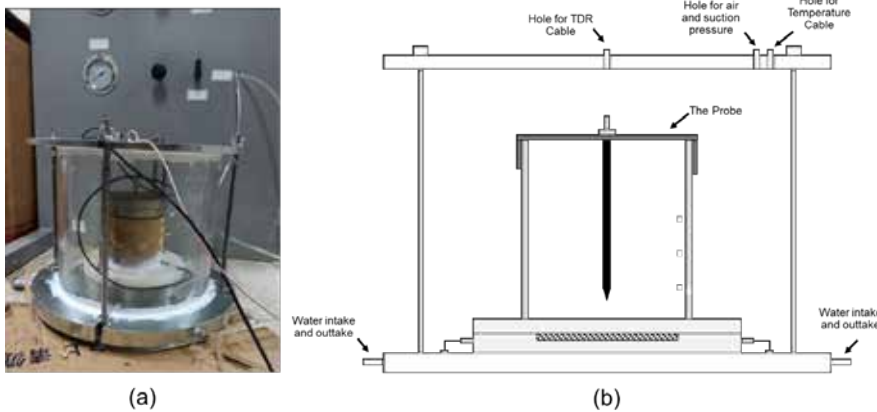 Hole for TDR
Cable
Hole for air
and suction
pressure
Hole for
Temperature
Cable
The Probe
Water intake
and outtake
Water intake
and outtake
(a)
(b)